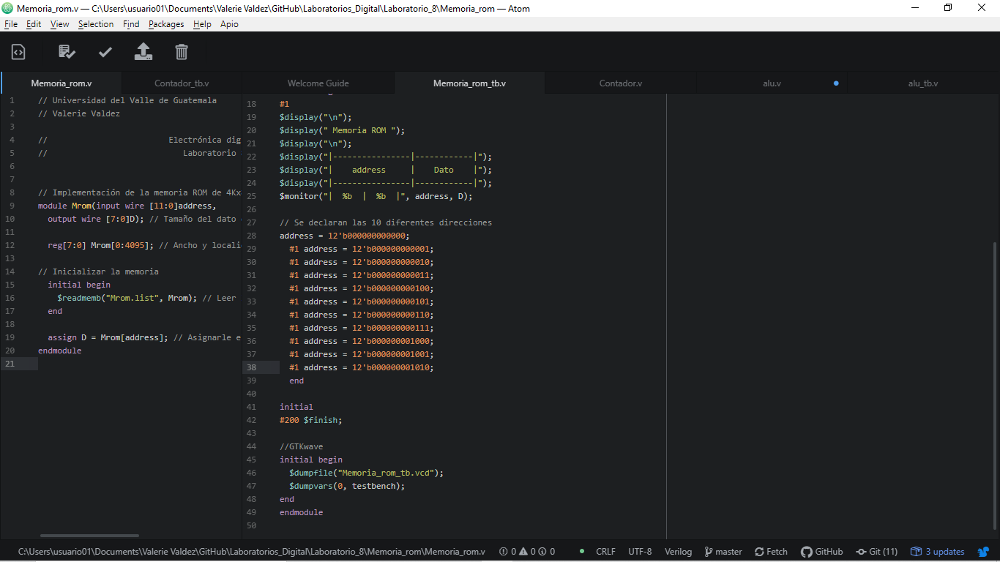 Memoria_rom.v — C:\Users\usuario01\Documents\Valerie Valdez\GitHub\Laboratorios_Digital\Laboratorio_8\Memoria_rom — Atom
File Edit View Selection Find Packages Help Apio
Memoria_rom.v Contador_tb.v Welcome Guide Memoria_rom_tb.v Contador.v alu.v alu_tb.v
1 // Universidad del Valle de Guatemala
2 // Valerie Valdez
3
4 // Electrónica dig
5 // Laboratorio
6
7
8 // Implementación de la memoria ROM de 4Kx
9 module Mrom(input wire [11:0]address,
10 output wire [7:0]D); // Tamaño del dato
11
12 reg[7:0] Mrom[0:4095]; // Ancho y locali
13
14 // Inicializar la memoria
15 initial begin
16 $readmemb("Mrom.list", Mrom); // Leer
17 end
18
19 assign D = Mrom[address]; // Asignarle e
20 endmodule
21
18 #1
19 $display("\n");
20 $display(" Memoria ROM ");
21 $display("\n");
22 $display("|----------------|------------|");
23 $display("|    address     |    Dato    |");
24 $display("|----------------|------------|");
25 $monitor("|  %b  |  %b  |", address, D);
26
27 // Se declaran las 10 diferentes direcciones
28 address = 12'b000000000000;
29 #1 address = 12'b000000000001;
30 #1 address = 12'b000000000010;
31 #1 address = 12'b000000000011;
32 #1 address = 12'b000000000100;
33 #1 address = 12'b000000000101;
34 #1 address = 12'b000000000110;
35 #1 address = 12'b000000000111;
36 #1 address = 12'b000000001000;
37 #1 address = 12'b000000001001;
38 #1 address = 12'b000000001010;
39 end
40
41 initial
42 #200 $finish;
43
44 //GTKwave
45 initial begin
46 $dumpfile("Memoria_rom_tb.vcd");
47 $dumpvars(0, testbench);
48 end
49 endmodule
50
C:\Users\usuario01\Documents\Valerie Valdez\GitHub\Laboratorios_Digital\Laboratorio_8\Memoria_rom\Memoria_rom.v 0 0 0 CRLF UTF-8 Verilog master Fetch GitHub Git (11) 3 updates